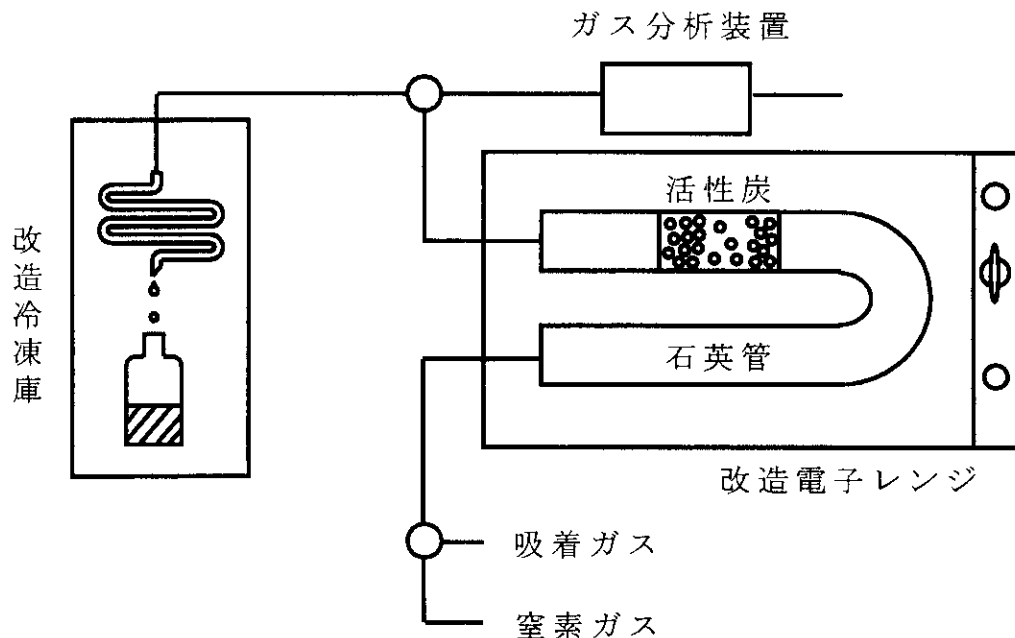 ガス分析装置
活性炭
改造冷凍庫
石英管
改造電子レンジ
吸着ガス
窒素ガス